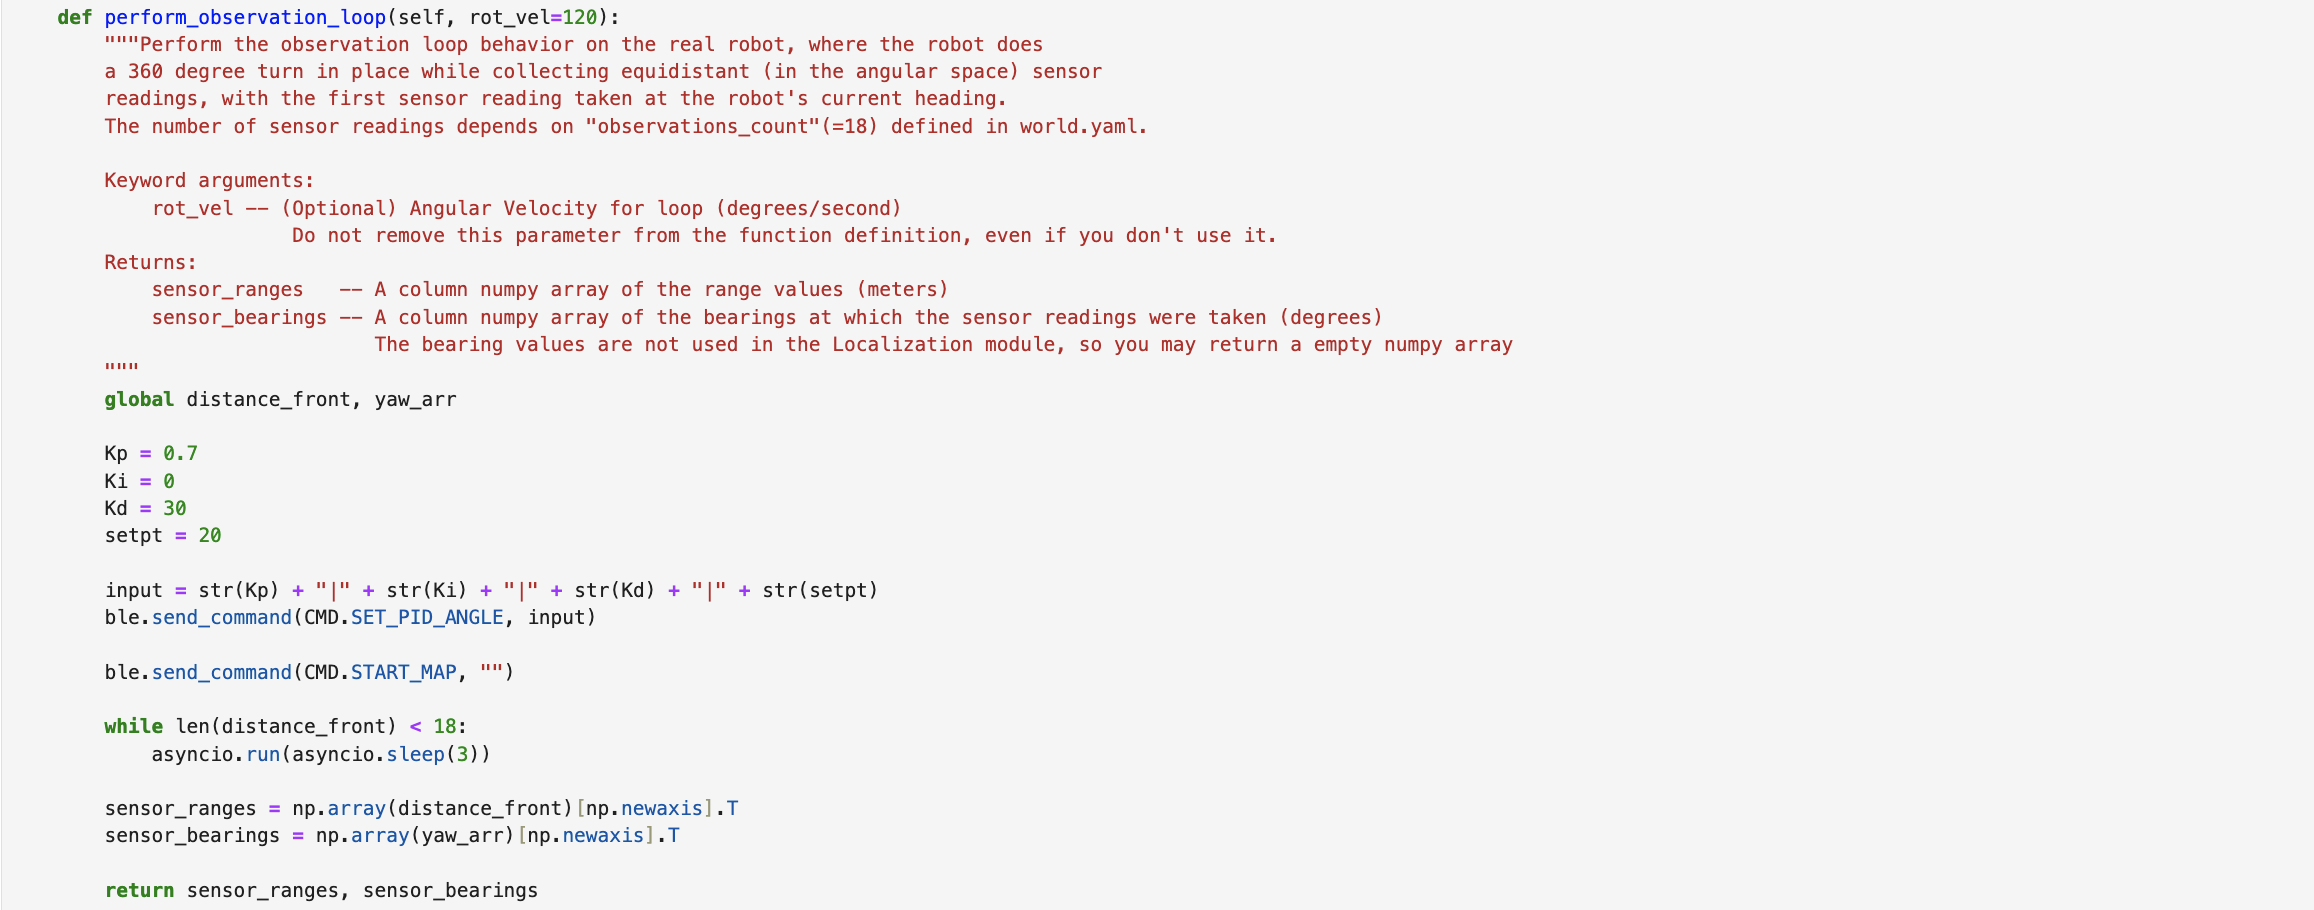 def perform_observation_loop(self, rot_vel=120):
    """Perform the observation loop behavior on the real robot, where the robot does
    a 360 degree turn in place while collecting equidistant (in the angular space) sensor
    readings, with the first sensor reading taken at the robot's current heading.
    The number of sensor readings depends on "observations_count"(=18) defined in world.yaml.

    Keyword arguments:
        rot_vel -- (Optional) Angular Velocity for loop (degrees/second)
                    Do not remove this parameter from the function definition, even if you don't use it.
    Returns:
        sensor_ranges   -- A column numpy array of the range values (meters)
        sensor_bearings -- A column numpy array of the bearings at which the sensor readings were taken (degrees)
                           The bearing values are not used in the Localization module, so you may return a empty numpy array
    """
    global distance_front, yaw_arr

    Kp = 0.7
    Ki = 0
    Kd = 30
    setpt = 20

    input = str(Kp) + "|" + str(Ki) + "|" + str(Kd) + "|" + str(setpt)
    ble.send_command(CMD.SET_PID_ANGLE, input)

    ble.send_command(CMD.START_MAP, "")

    while len(distance_front) < 18:
        asyncio.run(asyncio.sleep(3))

    sensor_ranges = np.array(distance_front)[np.newaxis].T
    sensor_bearings = np.array(yaw_arr)[np.newaxis].T

    return sensor_ranges, sensor_bearings